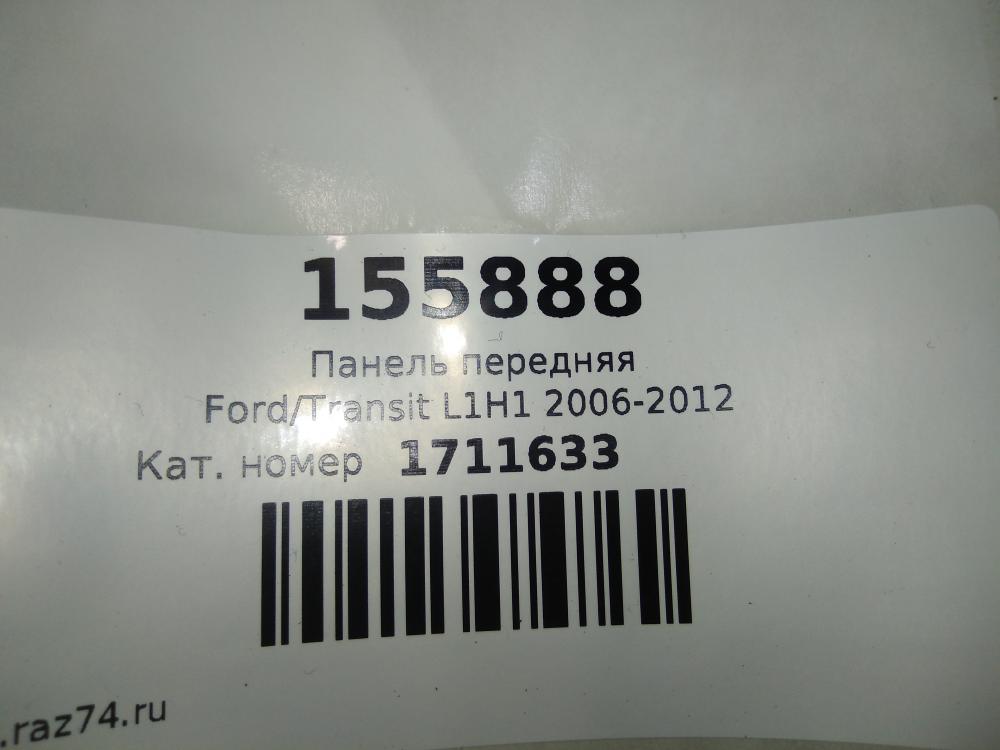 155888
Панель передняя
Ford/Transit L1H1 2006-2012
Кат. номер 1711633
.raz74.ru